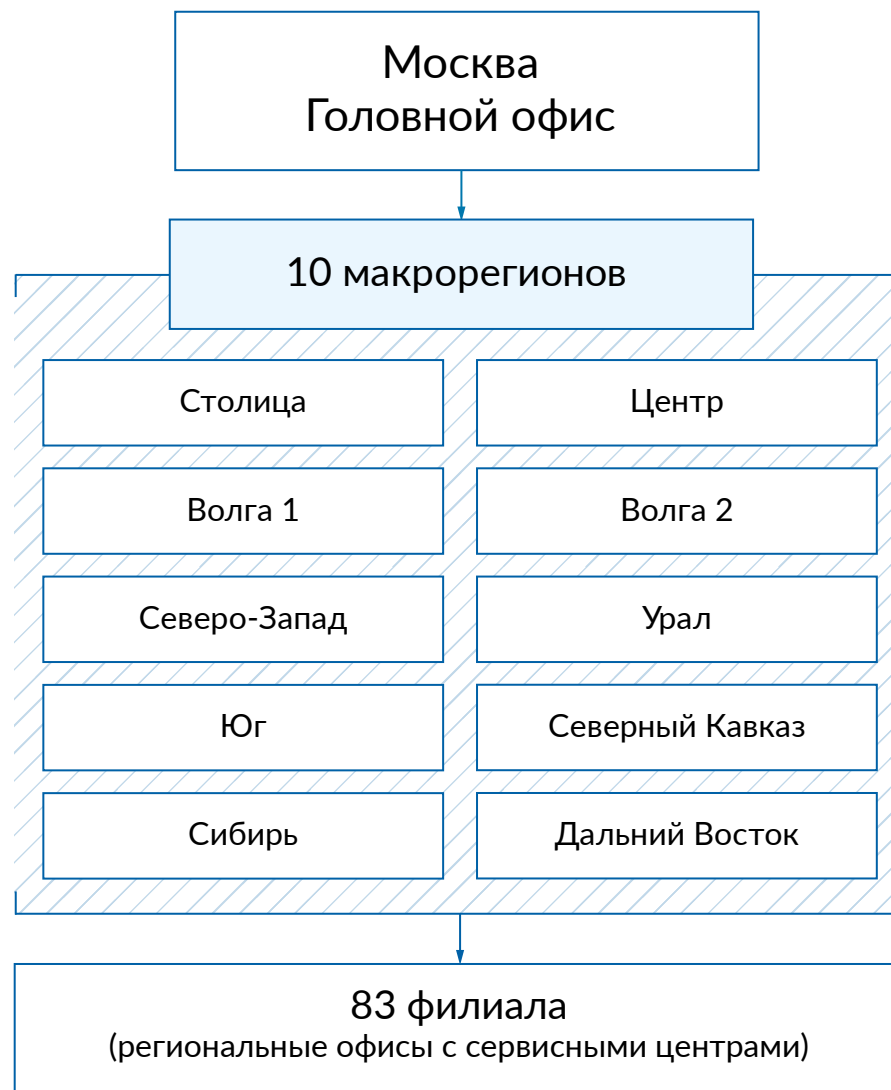 Москва
Головной офис
10 макрорегионов
Столица
Центр
Волга 1
Волга 2
Северо-Запад
Урал
Юг
Северный Кавказ
Сибирь
Дальний Восток
83 филиала
(региональные офисы с сервисными центрами)